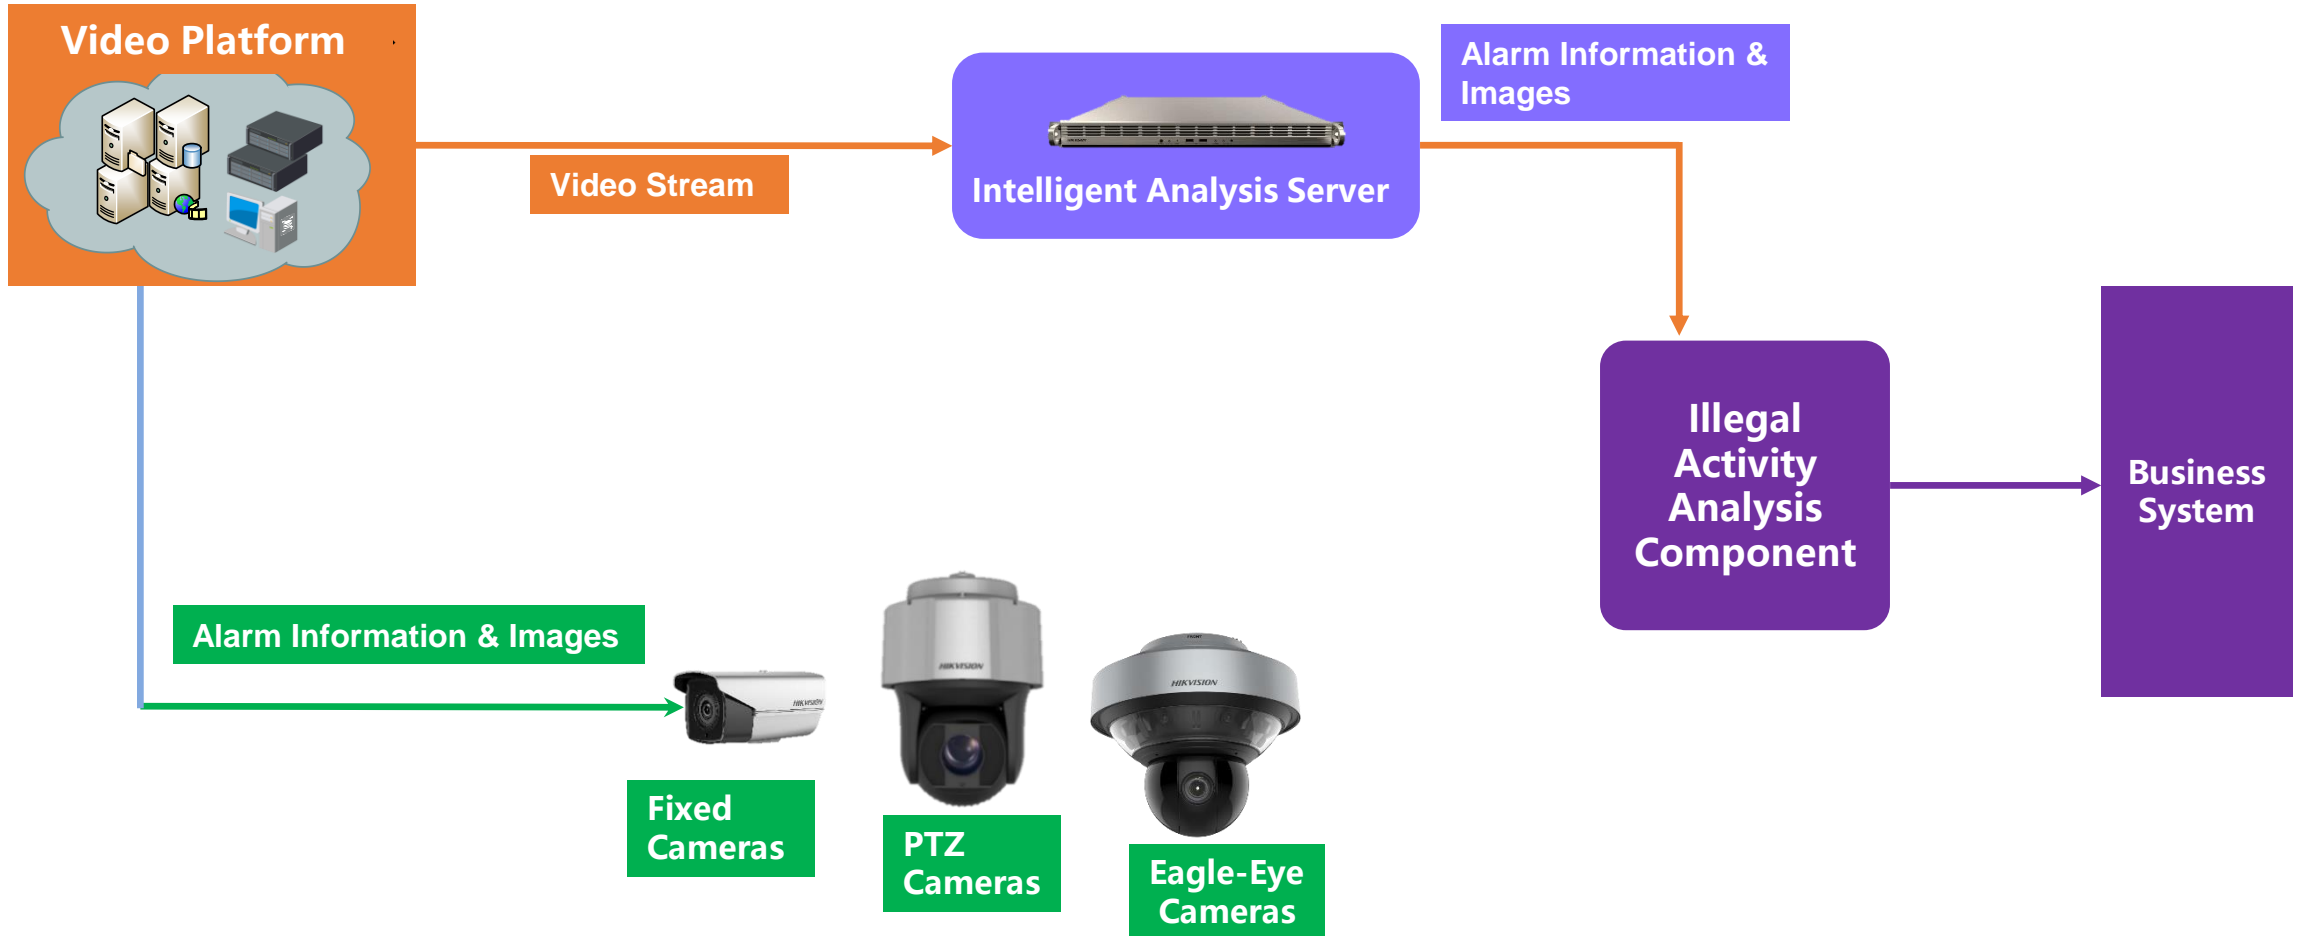 Video Platform
Video Stream
Intelligent Analysis Server
Alarm Information &
Images
Illegal
Activity
Analysis
Component
Business
System
Alarm Information & Images
HIKVISION
HIKVISION
HIKVISION
Fixed
Cameras
PTZ
Cameras
Eagle-Eye
Cameras